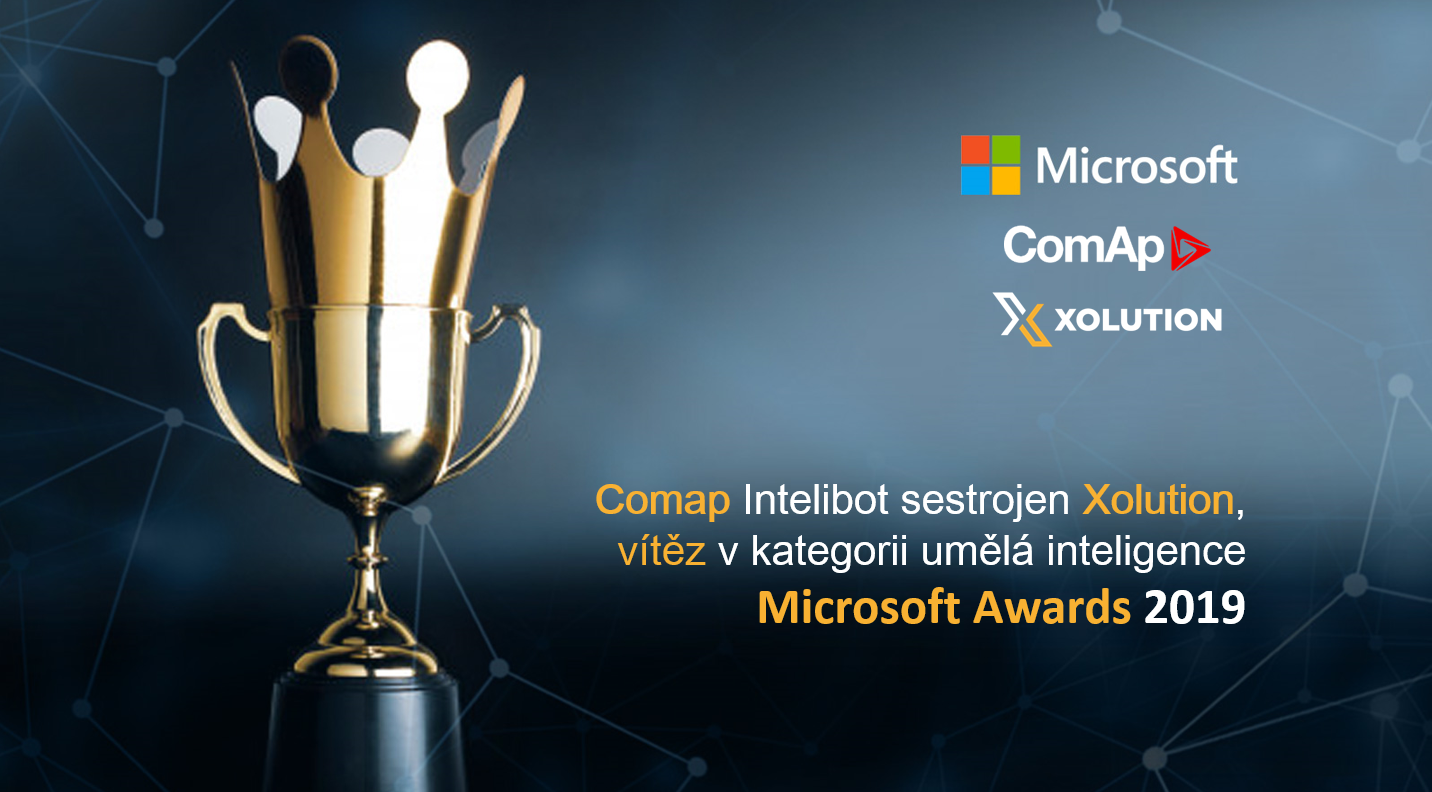 Microsoft
ComAp
XOLUTION
Comap Intelibot sestrojen Xolution,
vítěz v kategorii umělá inteligence
Microsoft Awards 2019